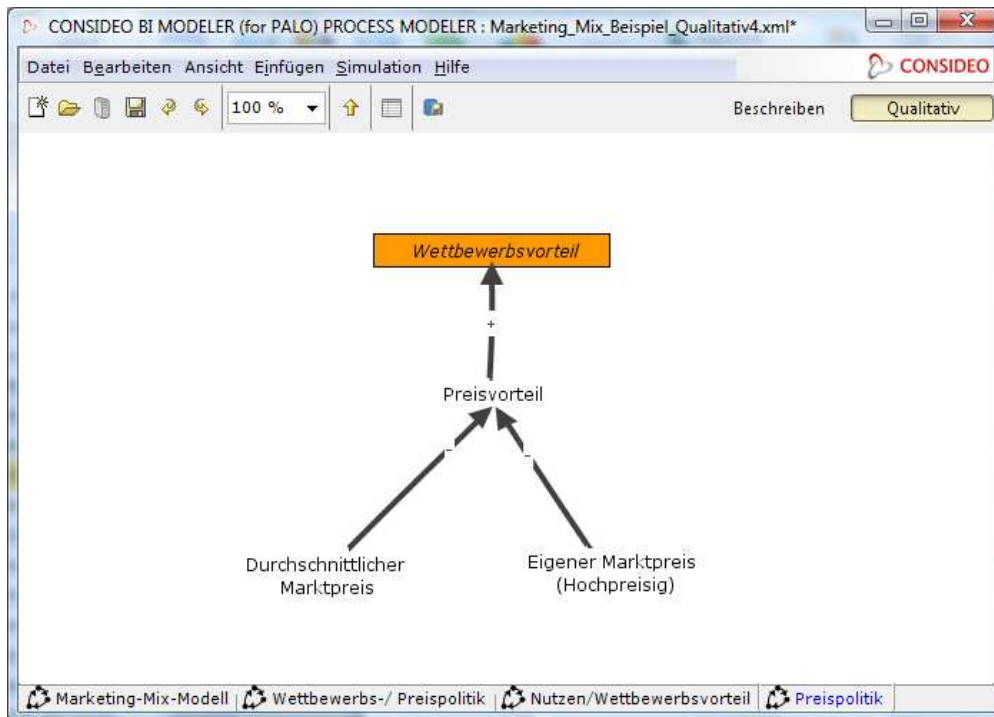 CONSIDEO BI MODELER (for PALO) PROCESS MODELER : Marketing_Mix_Beispiel_Qualitativ4.xml*
Datei Bearbeiten Ansicht Einfügen Simulation Hilfe
CONSIDEO
100 %
Beschreiben
Qualitativ
Wettbewerbsvorteil
+
Preisvorteil
-
-
Durchschnittlicher
Marktpreis
Eigener Marktpreis
(Hochpreisig)
Marketing-Mix-Modell
Wettbewerbs-/ Preispolitik
Nutzen/Wettbewerbsvorteil
Preispolitik